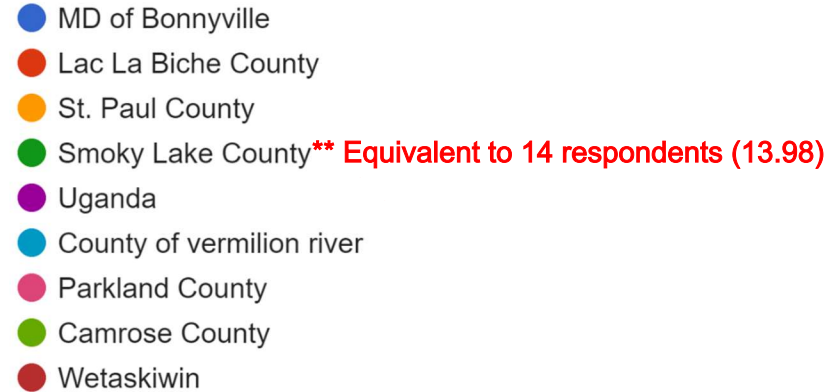 MD of Bonnyville
Lac La Biche County
St. Paul County
Smoky Lake County** Equivalent to 14 respondents (13.98)
Uganda
County of vermilion river
Parkland County
Camrose County
Wetaskiwin